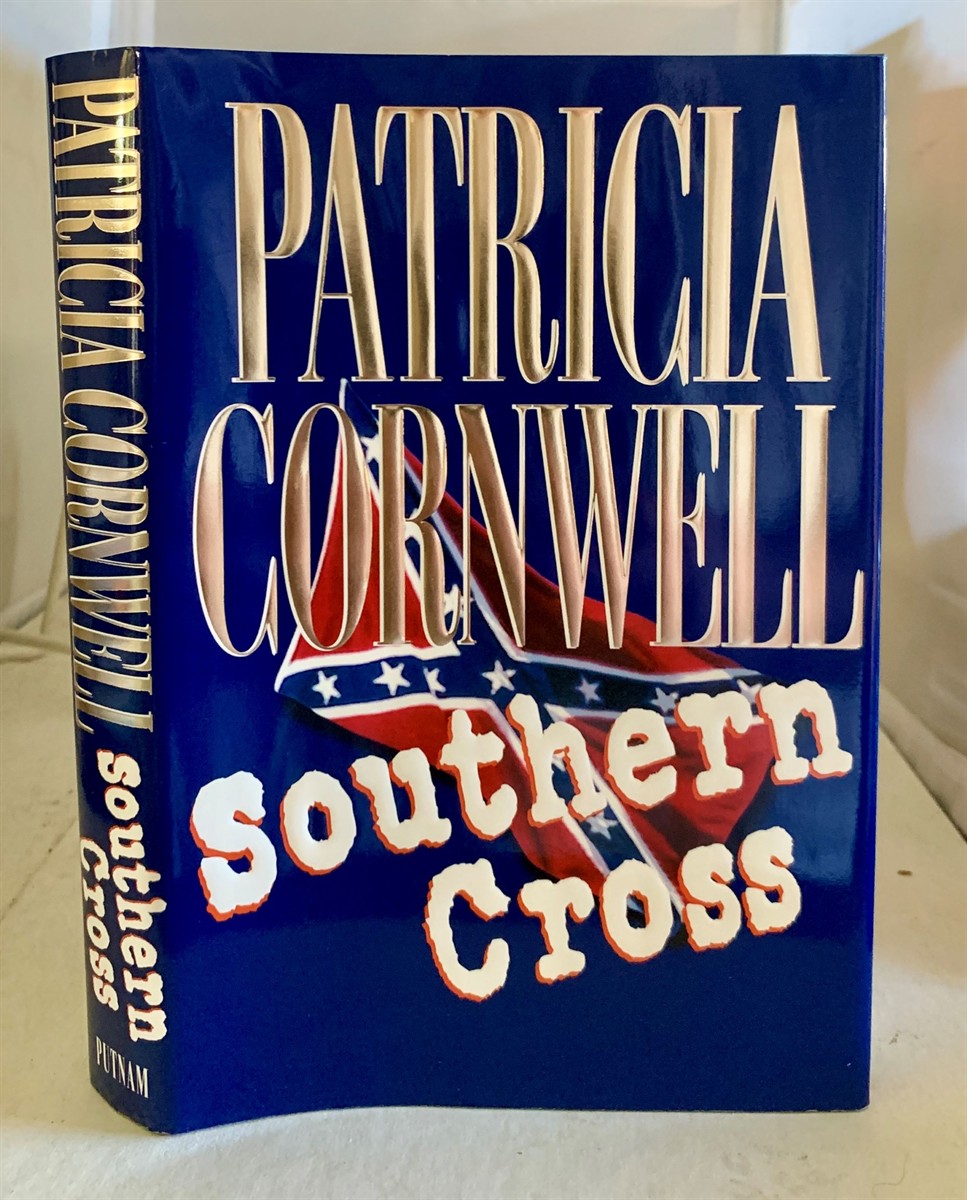 PATRICIA
CORNWELL
Southern
Cross
PATRICIA CORNWELL
Southern
Cross
PUTNAM